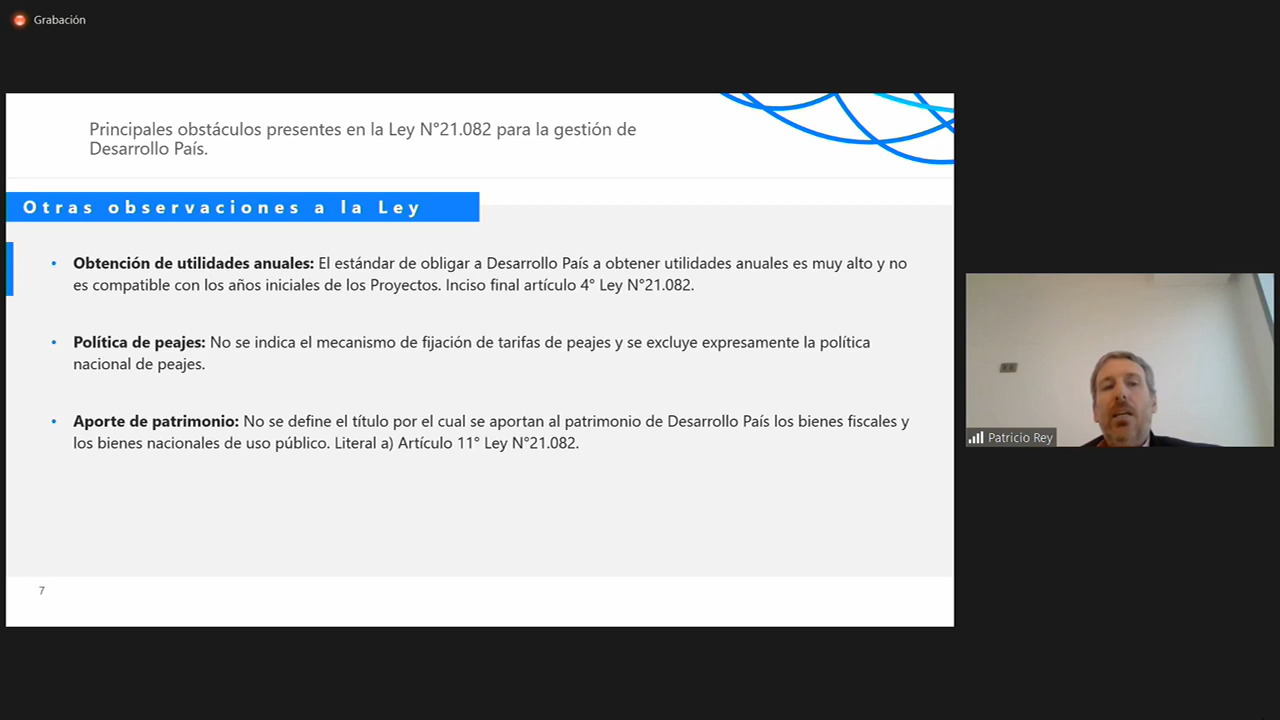 Grabación
Principales obstáculos presentes en la Ley N°21.082 para la gestión de
Desarrollo País.
Otras observaciones a la Ley
• Obtención de utilidades anuales: El estándar de obligar a Desarrollo País a obtener utilidades anuales es muy alto y no
es compatible con los años iniciales de los Proyectos. Inciso final artículo 4° Ley N°21.082.
• Política de peajes: No se indica el mecanismo de fijación de tarifas de peajes y se excluye expresamente la política
nacional de peajes.
• Aporte de patrimonio: No se define el título por el cual se aportan al patrimonio de Desarrollo País los bienes fiscales y
los bienes nacionales de uso público. Literal a) Artículo 11° Ley N°21.082.
7
Patricio Rey